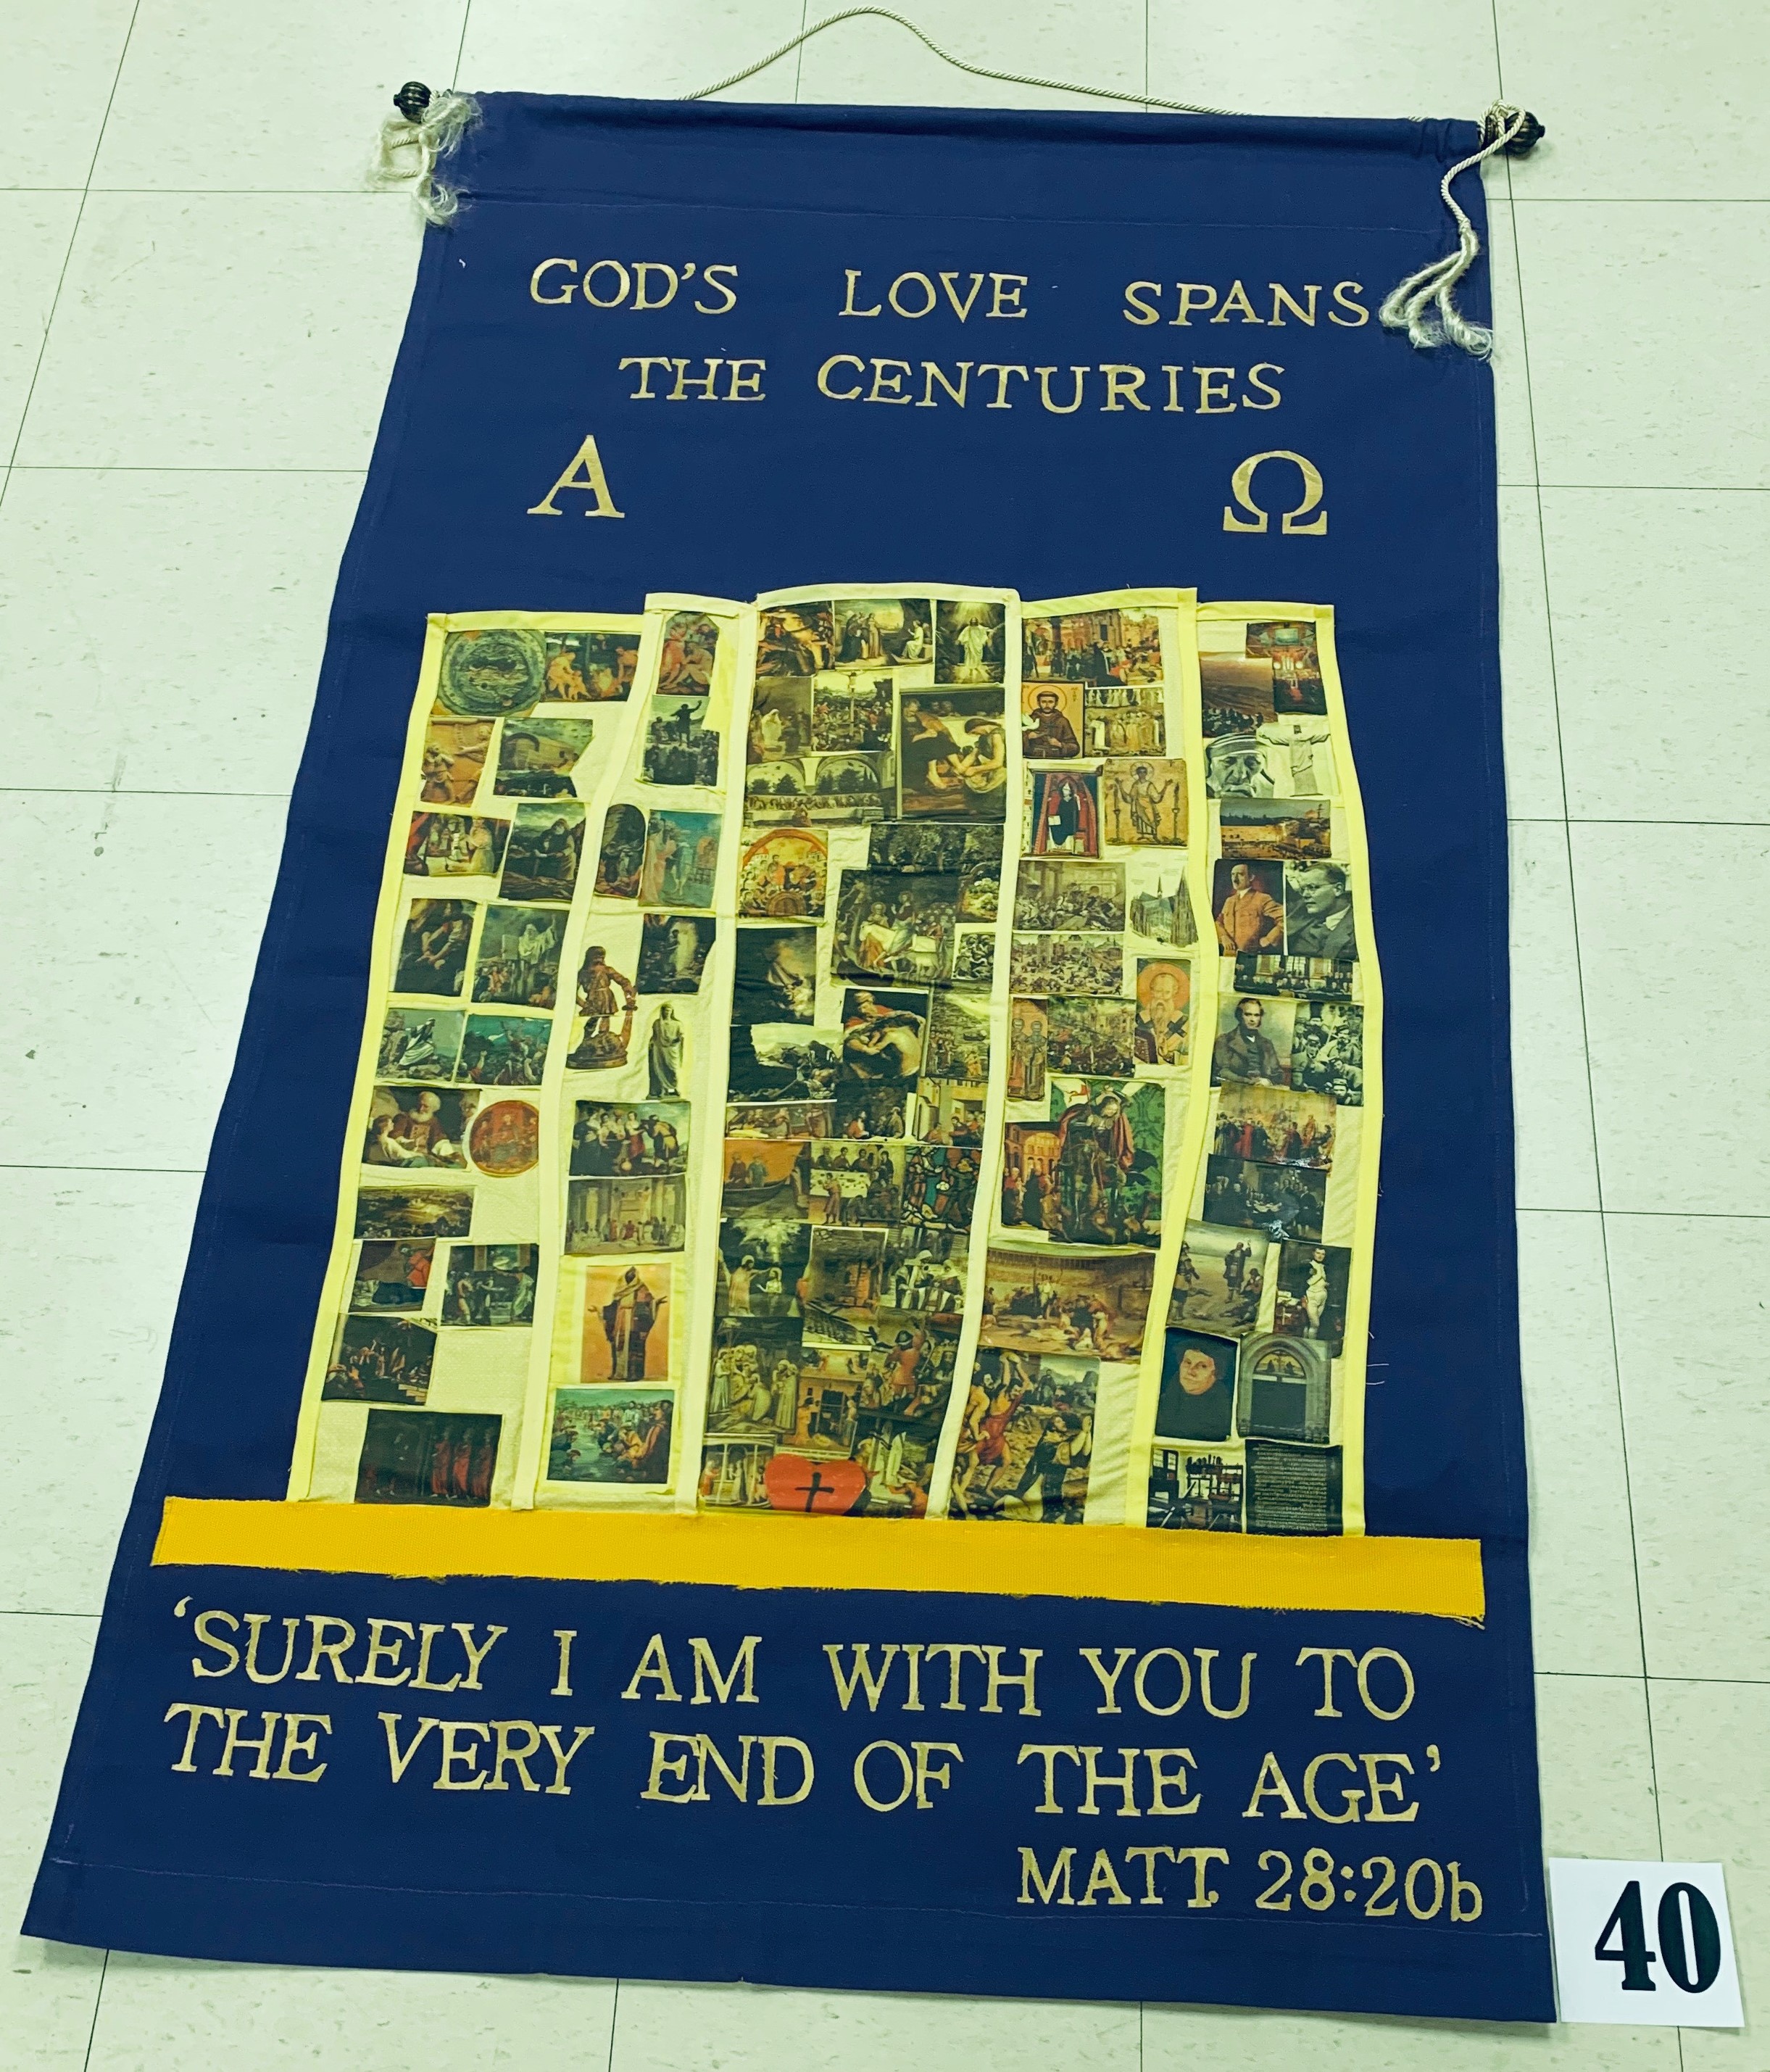 GOD'S LOVE SPANS
THE CENTURIES
Α Ω
'SURELY I AM WITH YOU TO
THE VERY END OF THE AGE'
MATT. 28:20b
40